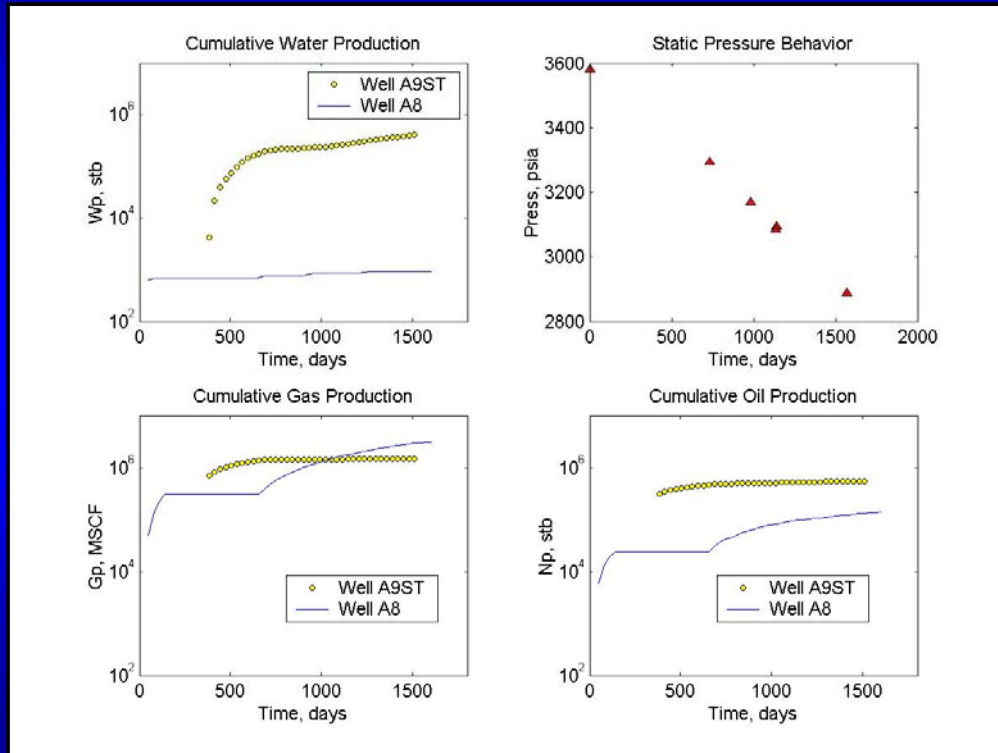 Cumulative Water Production
Wp, stb
10^6
10^4
10^2
0
500
1000
1500
Time, days
Well A9ST
Well A8
Static Pressure Behavior
Press, psia
3600
3400
3200
3000
2800
0
500
1000
1500
2000
Time, days
Cumulative Gas Production
Gp, MSCF
10^6
10^4
10^2
0
500
1000
1500
Time, days
Well A9ST
Well A8
Cumulative Oil Production
Np, stb
10^6
10^4
10^2
0
500
1000
1500
Time, days
Well A9ST
Well A8